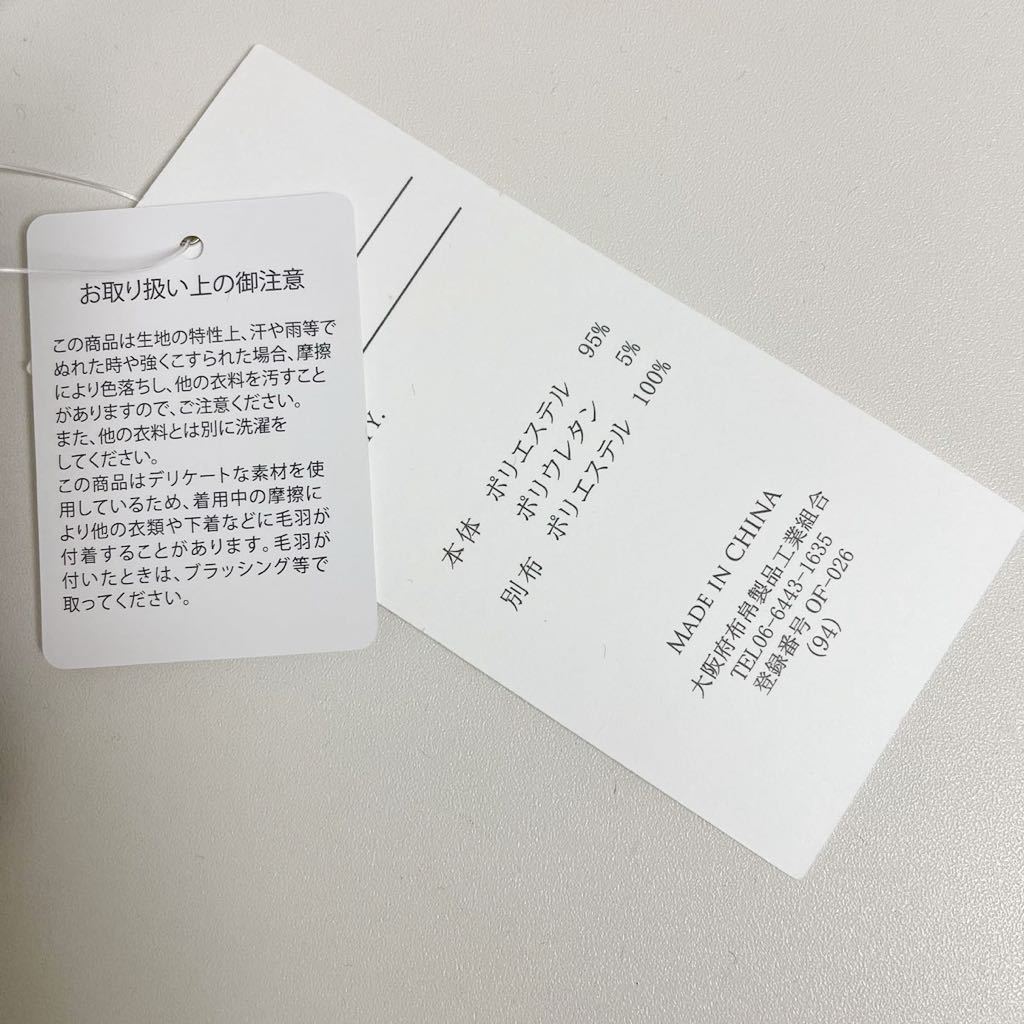 お取り扱い上の御注意
この商品は生地の特性上、汗や雨等で
ぬれた時や強くこすられた場合、摩擦
により色落ちし、他の衣料を汚すこと
がありますので、ご注意ください。
また、他の衣料とは別に洗濯を
してください。
この商品はデリケートな素材を使
用しているため、着用中の摩擦に
より他の衣類や下着などに毛羽が
付着することがあります。毛羽が
付いたときは、ブラッシング等で
取ってください。
Y.
本体 ポリエステル 95%
ポリウレタン 5%
別布 ポリエステル 100%
MADE IN CHINA
大阪府布帛製品工業組合
TEL06-6443-1635
登録番号 OF-026
(94)